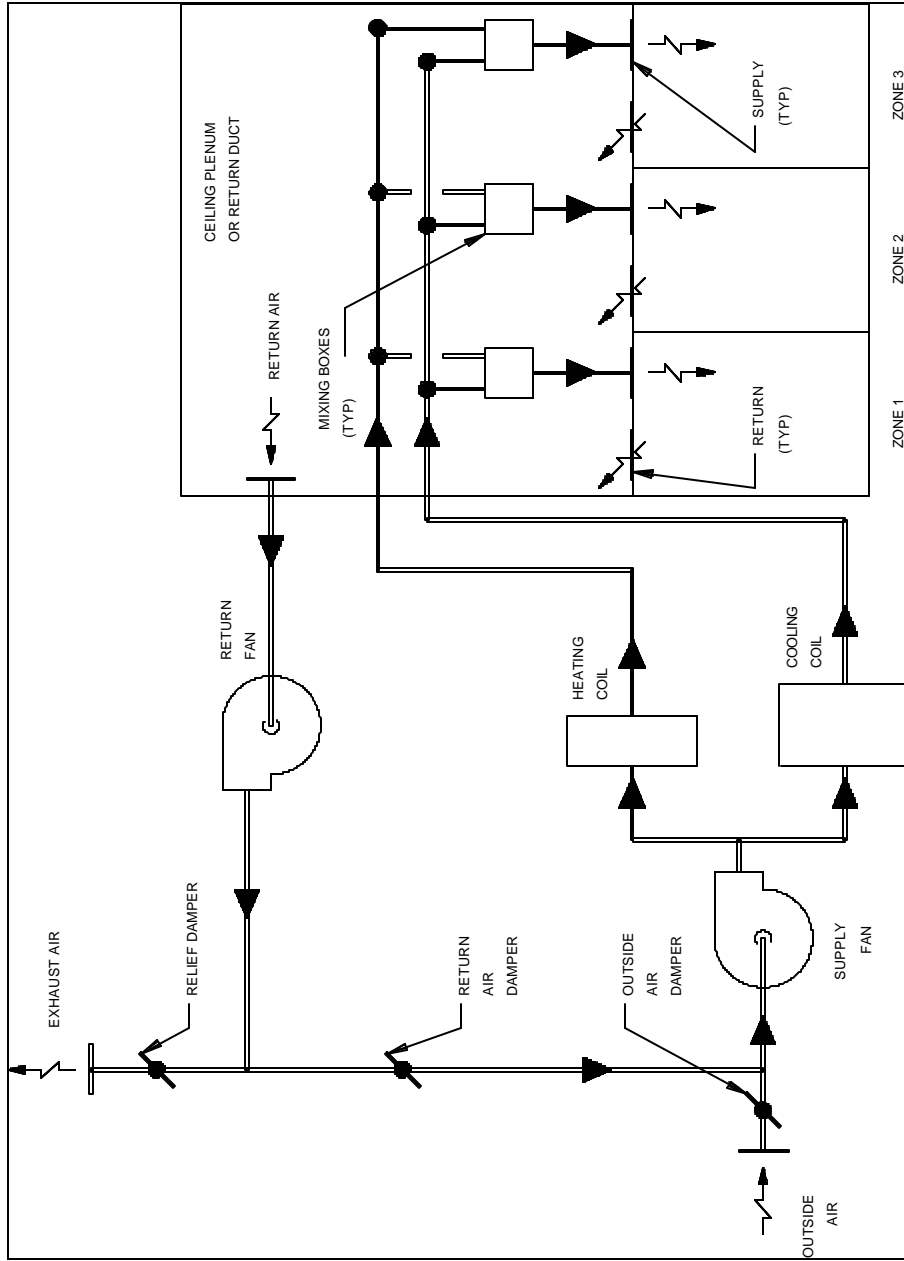 EXHAUST AIR
RELIEF DAMPER
RETURN
FAN
RETURN AIR
CEILING PLENUM
OR RETURN DUCT
MIXING BOXES
(TYP)
RETURN
AIR
DAMPER
OUTSIDE
AIR
DAMPER
HEATING
COIL
COOLING
COIL
SUPPLY
FAN
OUTSIDE
AIR
RETURN
(TYP)
SUPPLY
(TYP)
ZONE 1
ZONE 2
ZONE 3